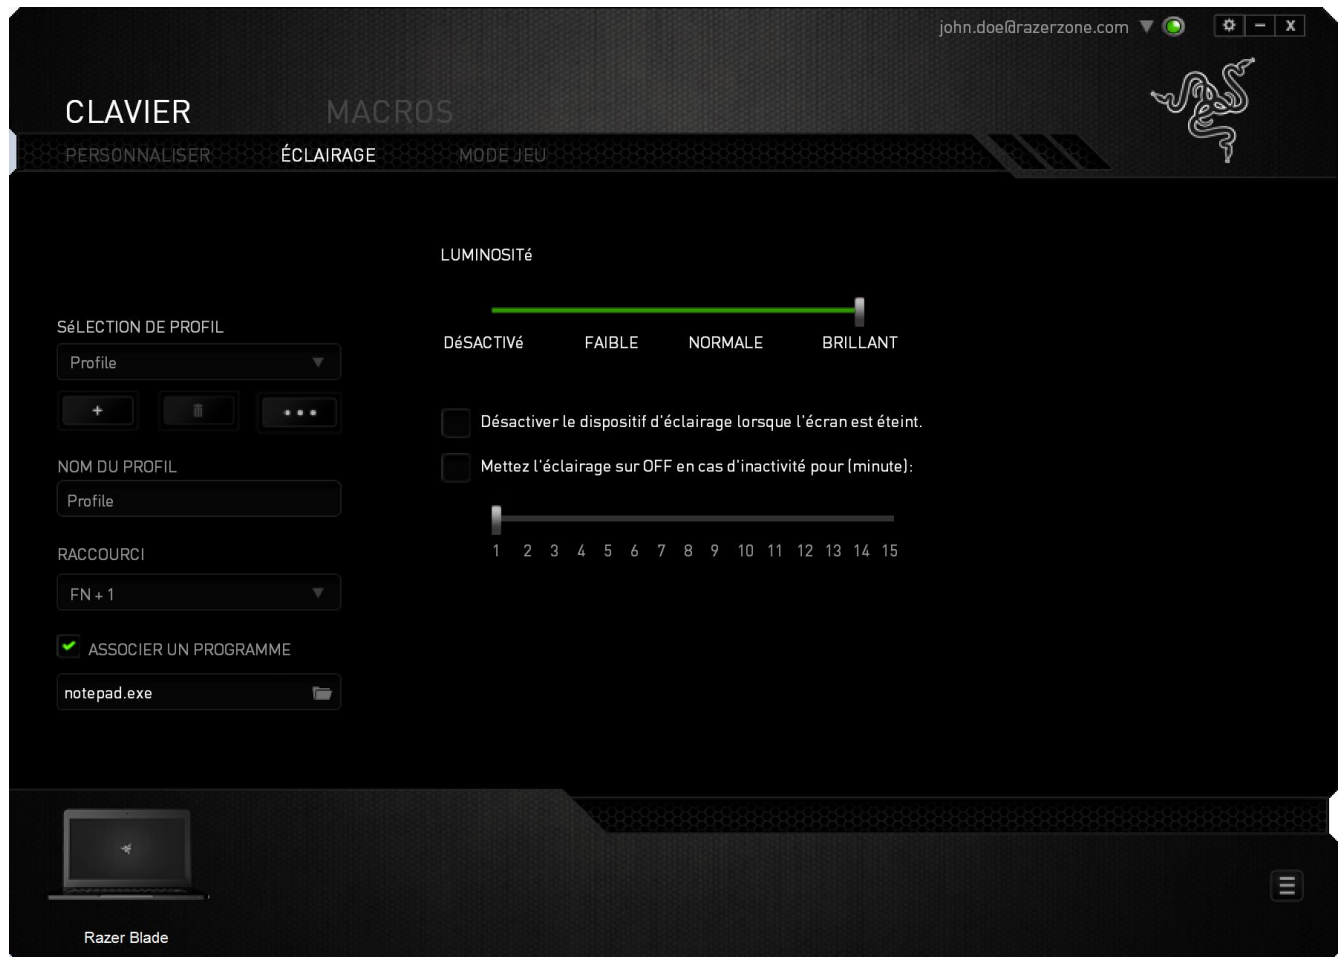 john.doe@razerzone.com
X
CLAVIER MACROS
PERSONNALISER ÉCLAIRAGE MODE JEU
LUMINOSITé
DéSACTIVé FAIBLE NORMALE BRILLANT
SéLECTION DE PROFIL
Profile
NOM DU PROFIL
Profile
RACCOURCI
FN + 1
ASSOCIER UN PROGRAMME
notepad.exe
Désactiver le dispositif d'éclairage lorsque l'écran est éteint.
Mettez l'éclairage sur OFF en cas d'inactivité pour (minute):
1 2 3 4 5 6 7 8 9 10 11 12 13 14 15
Razer Blade